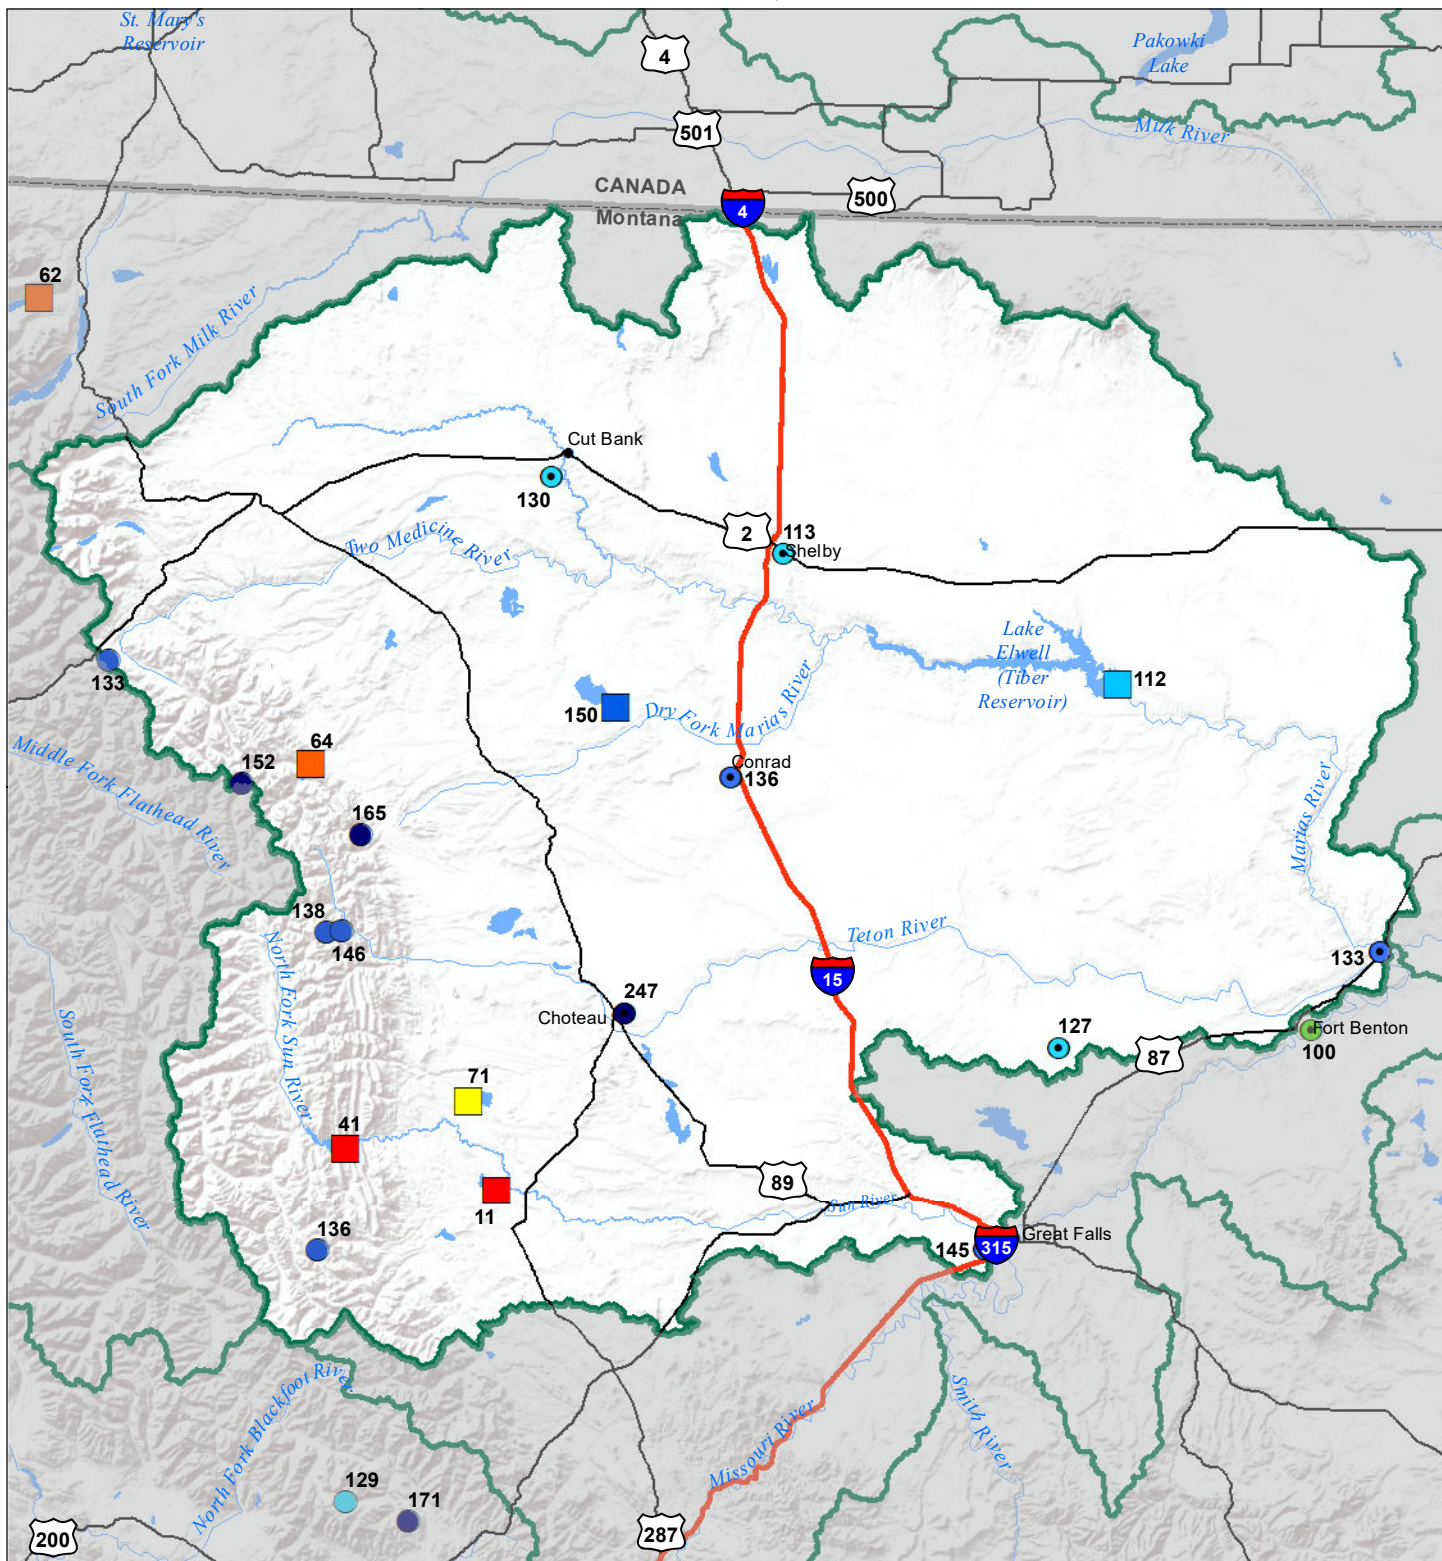 St. Mary's
Reservoir
4
Pakowki
Lake
501
Milk River
CANADA
Montana
500
4
62
South Fork Milk River
Cut Bank
130
2
113
Shelby
Two Medicine River
Lake
Elwell
(Tiber
Reservoir)
112
133
150
Dry Fork Marias River
64
152
Middle Fork Flathead River
Conrad
136
165
Marias River
138
146
North Fork Sun River
Teton River
133
15
247
Choteau
127
Fort Benton
100
87
South Fork Flathead River
71
41
11
89
Sun River
136
145
315
Great Falls
North Fork Blackfoot River
Missouri River
Smith River
129
171
200
287